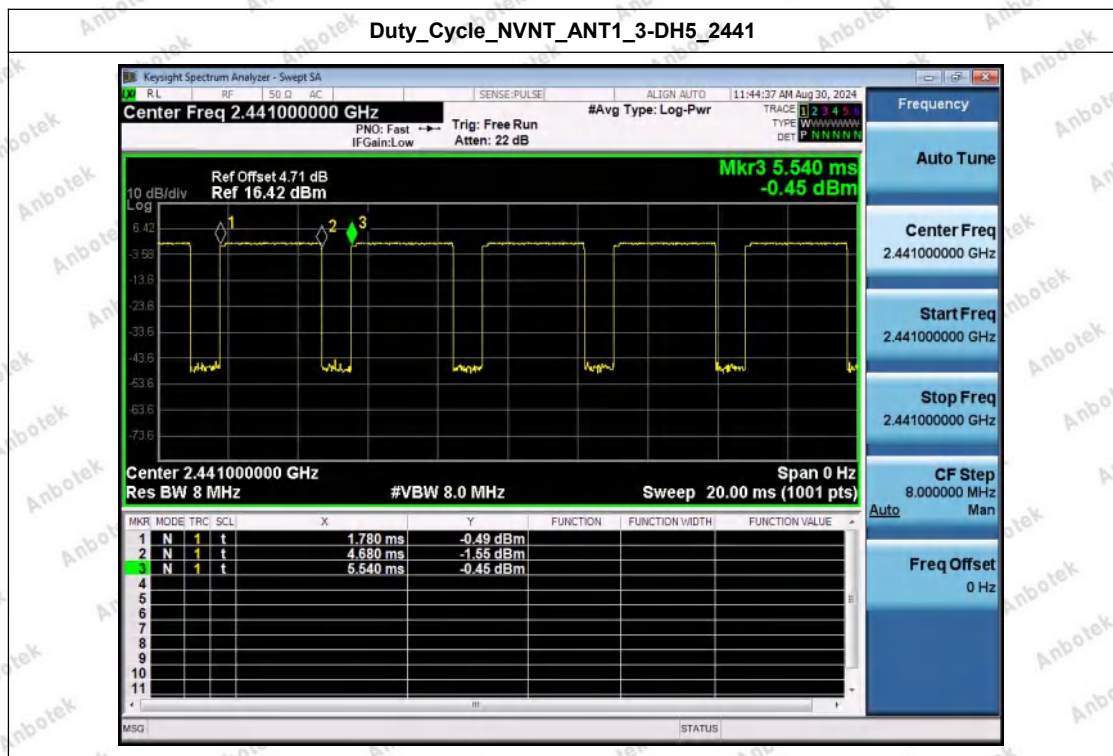 Duty_Cycle_NVNT_ANT1_3-DH5_2441
Keysight Spectrum Analyzer - Swept SA
RL RF 50 Ω AC SENSE:PULSE ALIGN AUTO 11:44:37 AM Aug 30, 2024
Center Freq 2.441000000 GHz #Avg Type: Log-Pwr TRACE 1 2 3 4 5 6
PNO: Fast Trig: Free Run TYPE WWWWWW
IFGain:Low Atten: 22 dB DET P NNNNN
Frequency
Auto Tune
Center Freq
2.441000000 GHz
Start Freq
2.441000000 GHz
Stop Freq
2.441000000 GHz
CF Step
8.000000 MHz
Auto Man
Freq Offset
0 Hz
Mkr3 5.540 ms
-0.45 dBm
Ref Offset 4.71 dB
10 dB/div Ref 16.42 dBm
Log
6.42
-3.58
-13.6
-23.6
-33.6
-43.6
-53.6
-63.6
-73.6
1
2
3
Center 2.441000000 GHz Span 0 Hz
Res BW 8 MHz #VBW 8.0 MHz Sweep 20.00 ms (1001 pts)
MKR MODE TRC SCL X Y FUNCTION FUNCTION WIDTH FUNCTION VALUE
1 N 1 t 1.780 ms -0.49 dBm
2 N 1 t 4.680 ms -1.55 dBm
3 N 1 t 5.540 ms -0.45 dBm
4
5
6
7
8
9
10
11
MSG STATUS
Anbotek